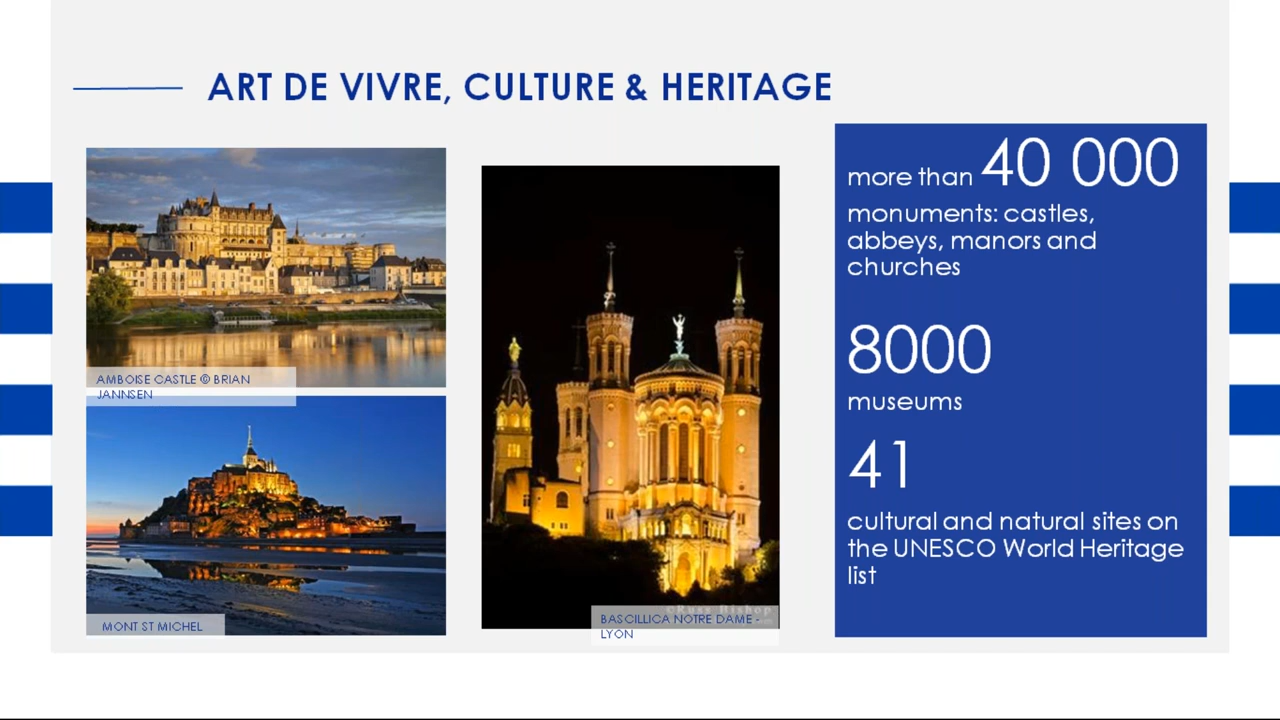 ART DE VIVRE, CULTURE & HERITAGE
AMBOISE CASTLE © BRIAN
JANNSEN
MONT ST MICHEL
©Russ Bishop
BASCILLICA NOTRE DAME -
LYON
more than 40 000
monuments: castles,
abbeys, manors and
churches
8000
museums
41
cultural and natural sites on
the UNESCO World Heritage
list